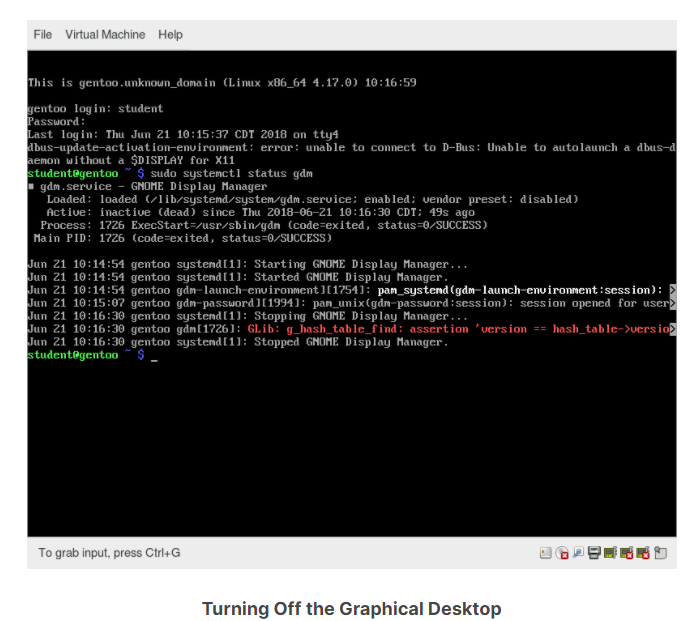 File Virtual Machine Help
This is gentoo.unknown_domain (Linux x86_64 4.17.0) 10:16:59
gentoo login: student
Password:
Last login: Thu Jun 21 10:15:37 CDT 2018 on tty4
dbus-update-activation-environment: error: unable to connect to D-Bus: Unable to autolaunch a dbus-d
aemon without a $DISPLAY for X11
student@gentoo ~ $ sudo systemctl status gdm
gdm.service - GNOME Display Manager
Loaded: loaded (/lib/systemd/system/gdm.service; enabled; vendor preset: disabled)
Active: inactive (dead) since Thu 2018-06-21 10:16:30 CDT; 49s ago
Process: 1726 ExecStart=/usr/sbin/gdm (code=exited, status=0/SUCCESS)
Main PID: 1726 (code=exited, status=0/SUCCESS)
Jun 21 10:14:54 gentoo systemd[1]: Starting GNOME Display Manager...
Jun 21 10:14:54 gentoo systemd[1]: Started GNOME Display Manager.
Jun 21 10:14:54 gentoo gdm-launch-environment][1754]: pam_systemd(gdm-launch-environment:session): >
Jun 21 10:15:07 gentoo gdm-password][1994]: pam_unix(gdm-password:session): session opened for user>
Jun 21 10:16:30 gentoo systemd[1]: Stopping GNOME Display Manager...
Jun 21 10:16:30 gentoo gdm[1726]: GLib: g_hash_table_find: assertion 'version == hash_table->versio>
Jun 21 10:16:30 gentoo systemd[1]: Stopped GNOME Display Manager.
student@gentoo ~ $ _
To grab input, press Ctrl+G
Turning Off the Graphical Desktop